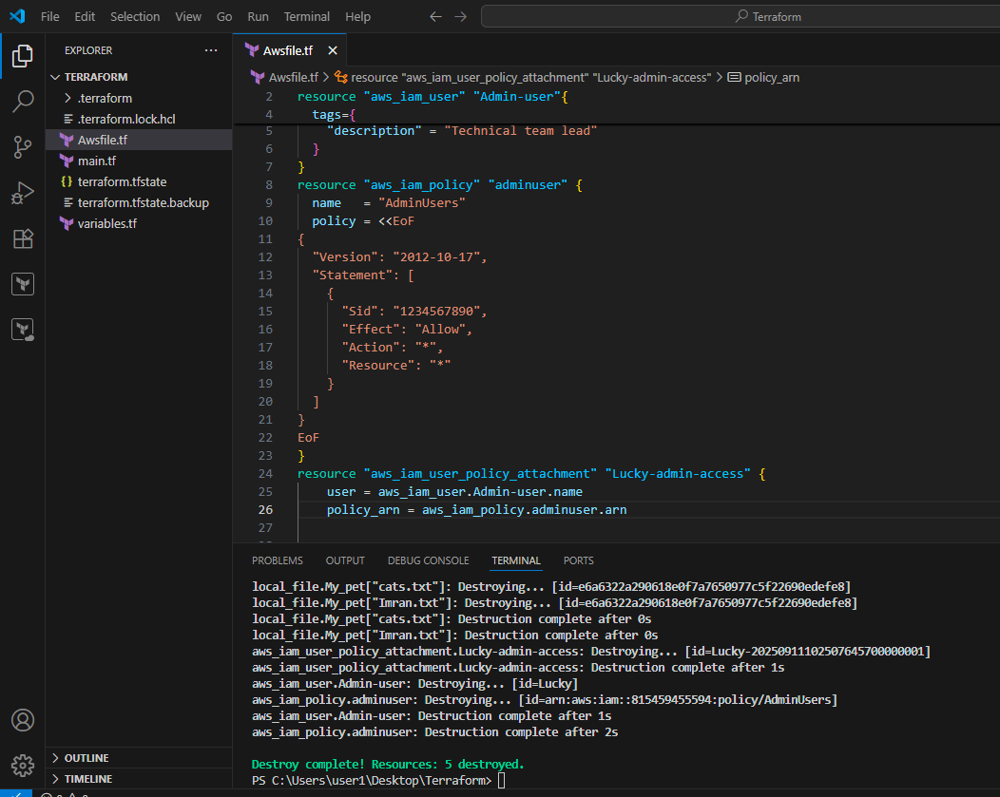 File Edit Selection View Go Run Terminal Help
Terraform
EXPLORER
TERRAFORM
.terraform
.terraform.lock.hcl
Awsfile.tf
main.tf
terraform.tfstate
terraform.tfstate.backup
variables.tf
OUTLINE
TIMELINE
Awsfile.tf
Awsfile.tf > resource "aws_iam_user_policy_attachment" "Lucky-admin-access" > policy_arn
2 resource "aws_iam_user" "Admin-user"{
4 tags={
5 "description" = "Technical team lead"
6 }
7 }
8 resource "aws_iam_policy" "adminuser" {
9 name = "AdminUsers"
10 policy = <<EoF
11 {
12 "Version": "2012-10-17",
13 "Statement": [
14 {
15 "Sid": "1234567890",
16 "Effect": "Allow",
17 "Action": "*",
18 "Resource": "*"
19 }
20 ]
21 }
22 EoF
23 }
24 resource "aws_iam_user_policy_attachment" "Lucky-admin-access" {
25 user = aws_iam_user.Admin-user.name
26 policy_arn = aws_iam_policy.adminuser.arn
27
PROBLEMS OUTPUT DEBUG CONSOLE TERMINAL PORTS
local_file.My_pet["cats.txt"]: Destroying... [id=e6a6322a290618e0f7a7650977c5f22690edefe8]
local_file.My_pet["Imran.txt"]: Destroying... [id=e6a6322a290618e0f7a7650977c5f22690edefe8]
local_file.My_pet["cats.txt"]: Destruction complete after 0s
local_file.My_pet["Imran.txt"]: Destruction complete after 0s
aws_iam_user_policy_attachment.Lucky-admin-access: Destroying... [id=Lucky-20250911102507645700000001]
aws_iam_user_policy_attachment.Lucky-admin-access: Destruction complete after 1s
aws_iam_user.Admin-user: Destroying... [id=Lucky]
aws_iam_policy.adminuser: Destroying... [id=arn:aws:iam::815459455594:policy/AdminUsers]
aws_iam_user.Admin-user: Destruction complete after 1s
aws_iam_policy.adminuser: Destruction complete after 2s
Destroy complete! Resources: 5 destroyed.
PS C:\Users\user1\Desktop\Terraform>